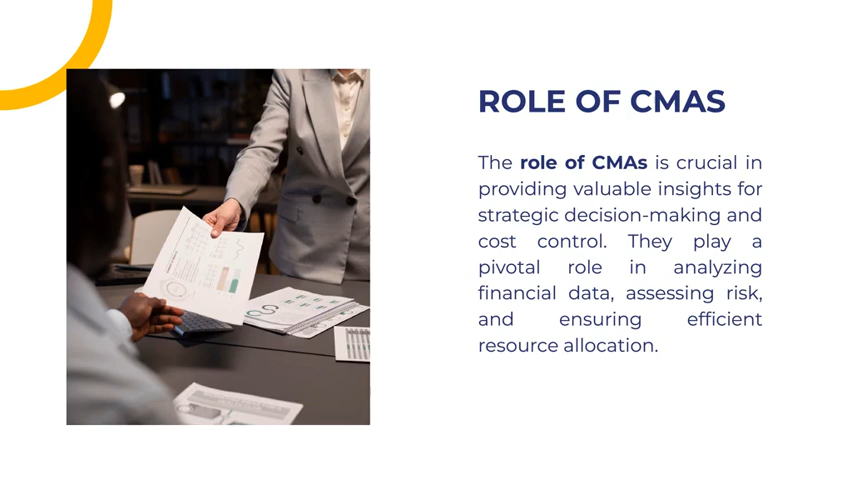 ROLE OF CMAS
The role of CMAs is crucial in
providing valuable insights for
strategic decision-making and
cost control. They play a
pivotal role in analyzing
financial data, assessing risk,
and ensuring efficient
resource allocation.